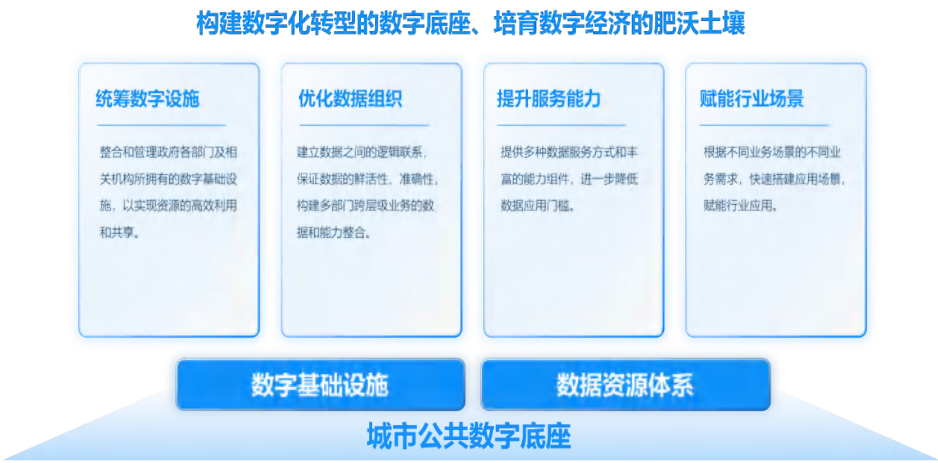 构建数字化转型的数字底座、培育数字经济的肥沃土壤
统筹数字设施
整合和管理政府各部门及相
关机构所拥有的数字基础设
施，以实现资源的高效利用
和共享。
优化数据组织
建立数据之间的逻辑联系，
保证数据的鲜活性、准确性，
构建多部门跨层级业务的数
据和能力整合。
提升服务能力
提供多种数据服务方式和丰
富的能力组件，进一步降低
数据应用门槛。
赋能行业场景
根据不同业务场景的不同业
务需求，快速搭建应用场景，
赋能行业应用。
数字基础设施
数据资源体系
城市公共数字底座